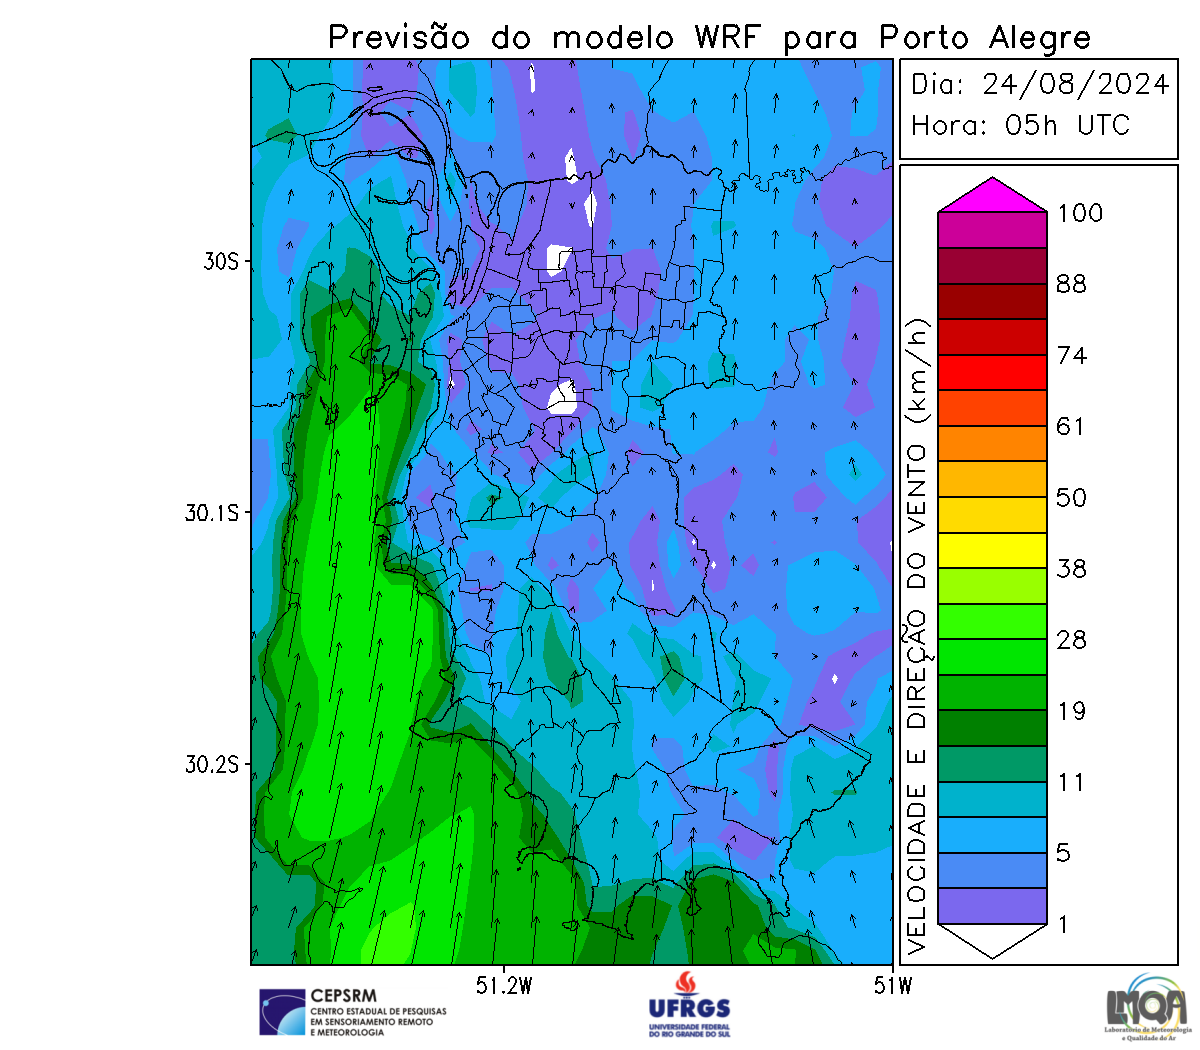 Previsão do modelo WRF para Porto Alegre
Dia: 24/08/2024
Hora: 05h UTC
30S
30.1S
30.2S
51.2W
51W
VELOCIDADE E DIREÇÃO DO VENTO (km/h)
100
88
74
61
50
38
28
19
11
5
1
CEPSRM
CENTRO ESTADUAL DE PESQUISAS
EM SENSORIAMENTO REMOTO
E METEOROLOGIA
UFRGS
UNIVERSIDADE FEDERAL
DO RIO GRANDE DO SUL
LMQA
Laboratório de Meteorologia
e Qualidade do Ar